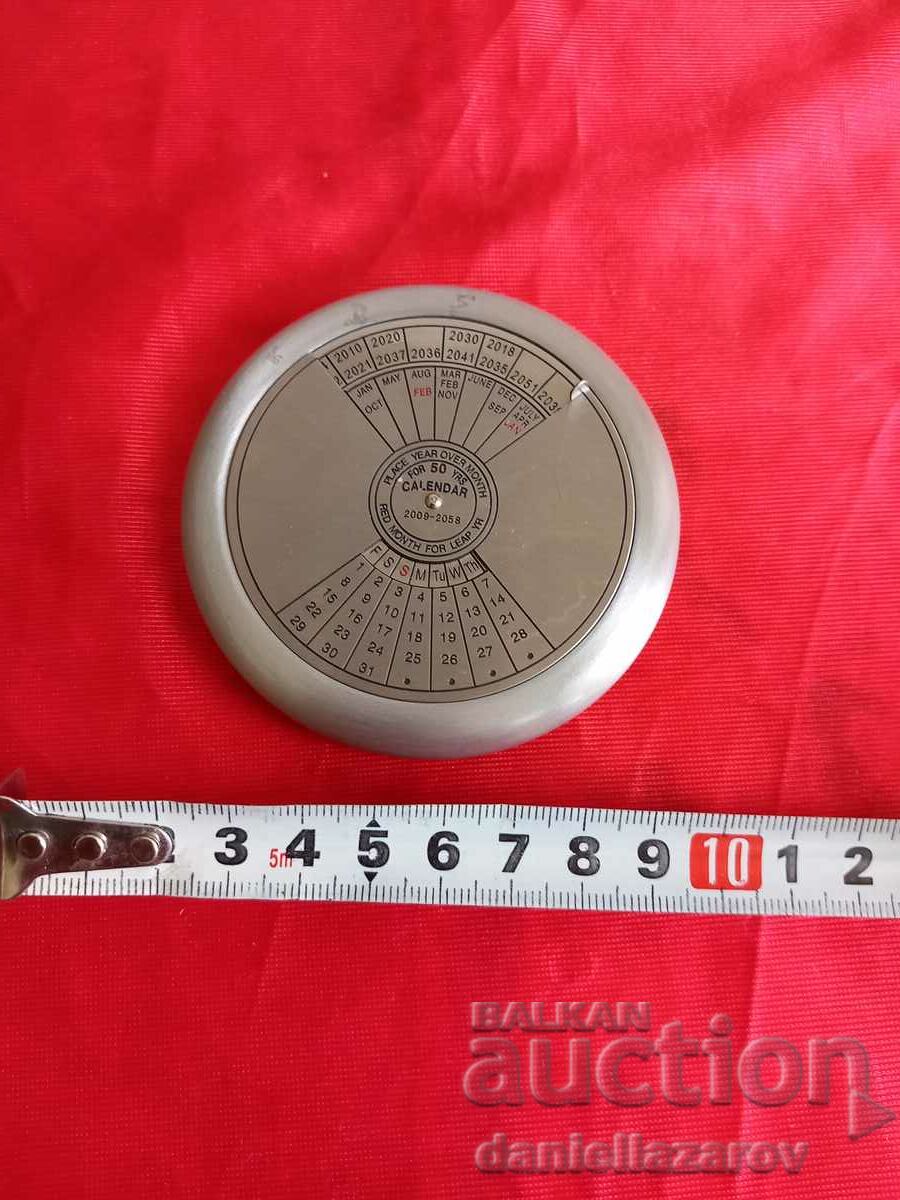 2010 2020 2030 2018
2021 2037 2036 2041 2035 2051
JAN MAY AUG MAR JUNE DEC JULY
OCT FEB FEB SEP APR
NOV JAN
PLACE YEAR OVER MONTH
FOR 50 YRS
CALENDAR
2009-2058
RED MONTH FOR LEAP YR
F S S M Tu W Th
1 2 3 4 5 6 7
8 9 10 11 12 13 14
15 16 17 18 19 20 21
22 23 24 25 26 27 28
29 30 31
3 5m 4 5 6 7 8 9 10 1 2
BALKAN
auction
daniellazarov